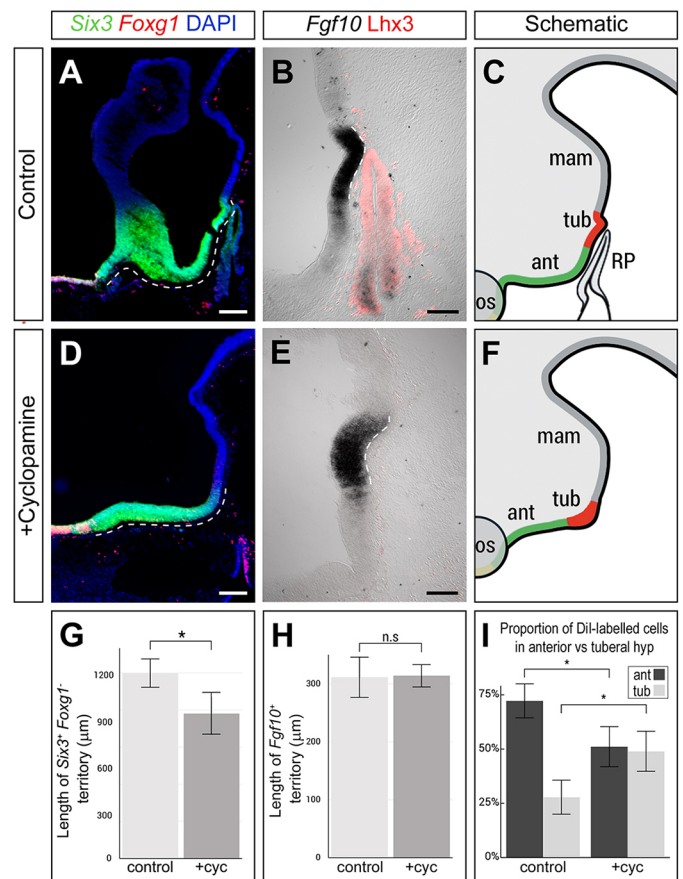 Six3 Foxg1 DAPI
Fgf10 Lhx3
Schematic
Control
A
B
C
mam
tub
ant
RP
os
+Cyclopamine
D
E
F
mam
tub
ant
os
G
*
Length of Six3⁺ Foxg1⁻
territory (μm)
1200
900
600
300
0
control
+cyc
H
n.s
Length of Fgf10⁺
territory (μm)
300
200
100
0
control
+cyc
I
Proportion of DiI-labelled cells
in anterior vs tuberal hyp
ant
tub
*
*
75%
50%
25%
0%
control
+cyc